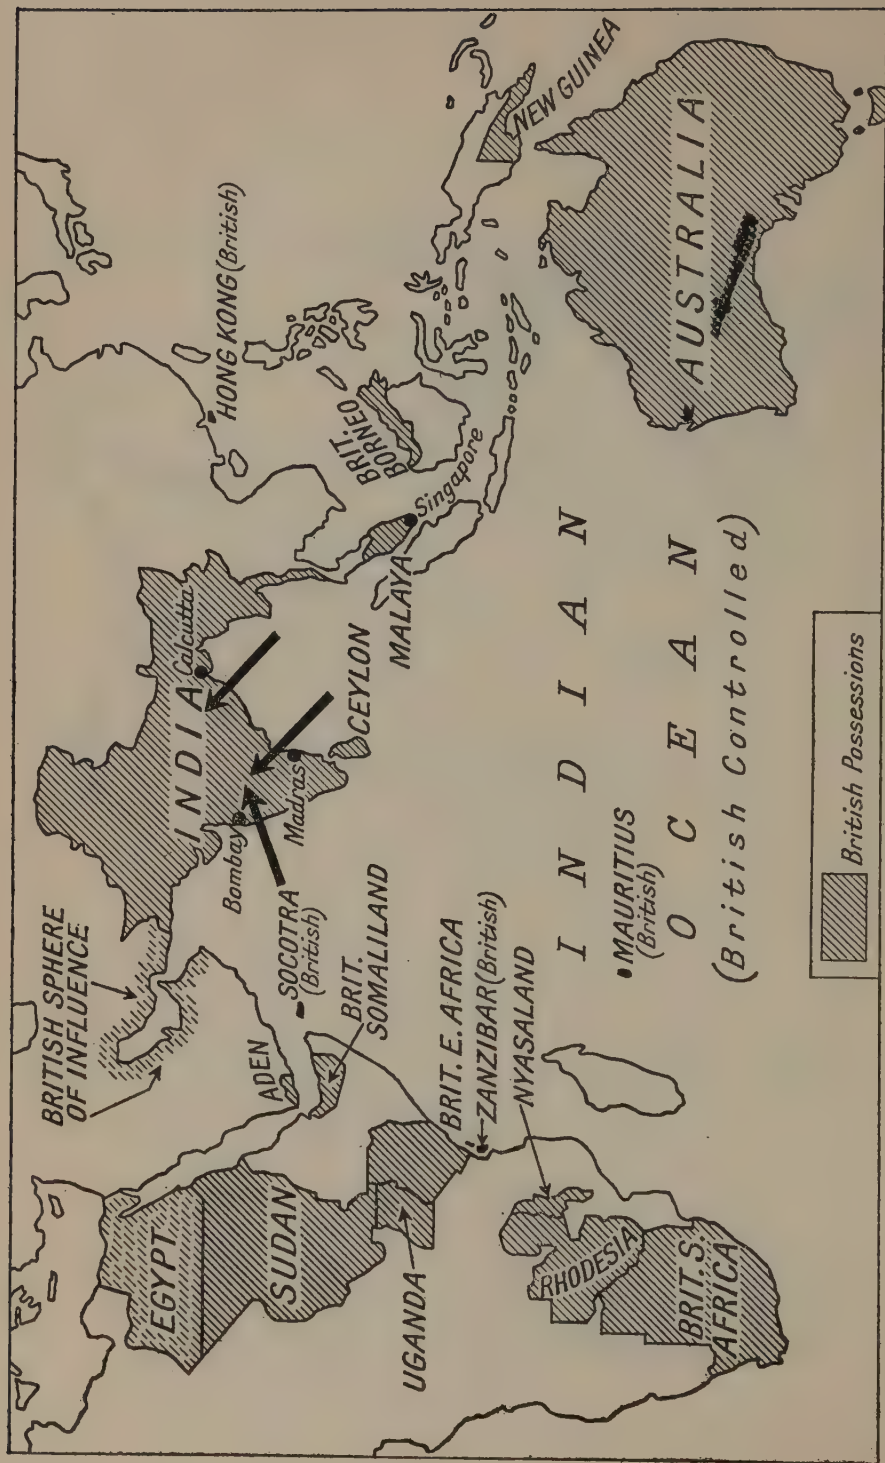 BRITISH SPHERE
OF INFLUENCE
EGYPT
SUDAN
UGANDA
ADEN
SOCOTRA
(British)
BRIT.
SOMALILAND
BRIT. E. AFRICA
ZANZIBAR (British)
NYASALAND
RHODESIA
BRIT. S.
AFRICA
INDIA
Calcutta
Bombay
Madras
CEYLON
MALAYA
Singapore
BRIT.
BORNEO
HONG KONG (British)
NEW GUINEA
AUSTRALIA
INDIAN
MAURITIUS
(British)
OCEAN
(British Controlled)
British Possessions